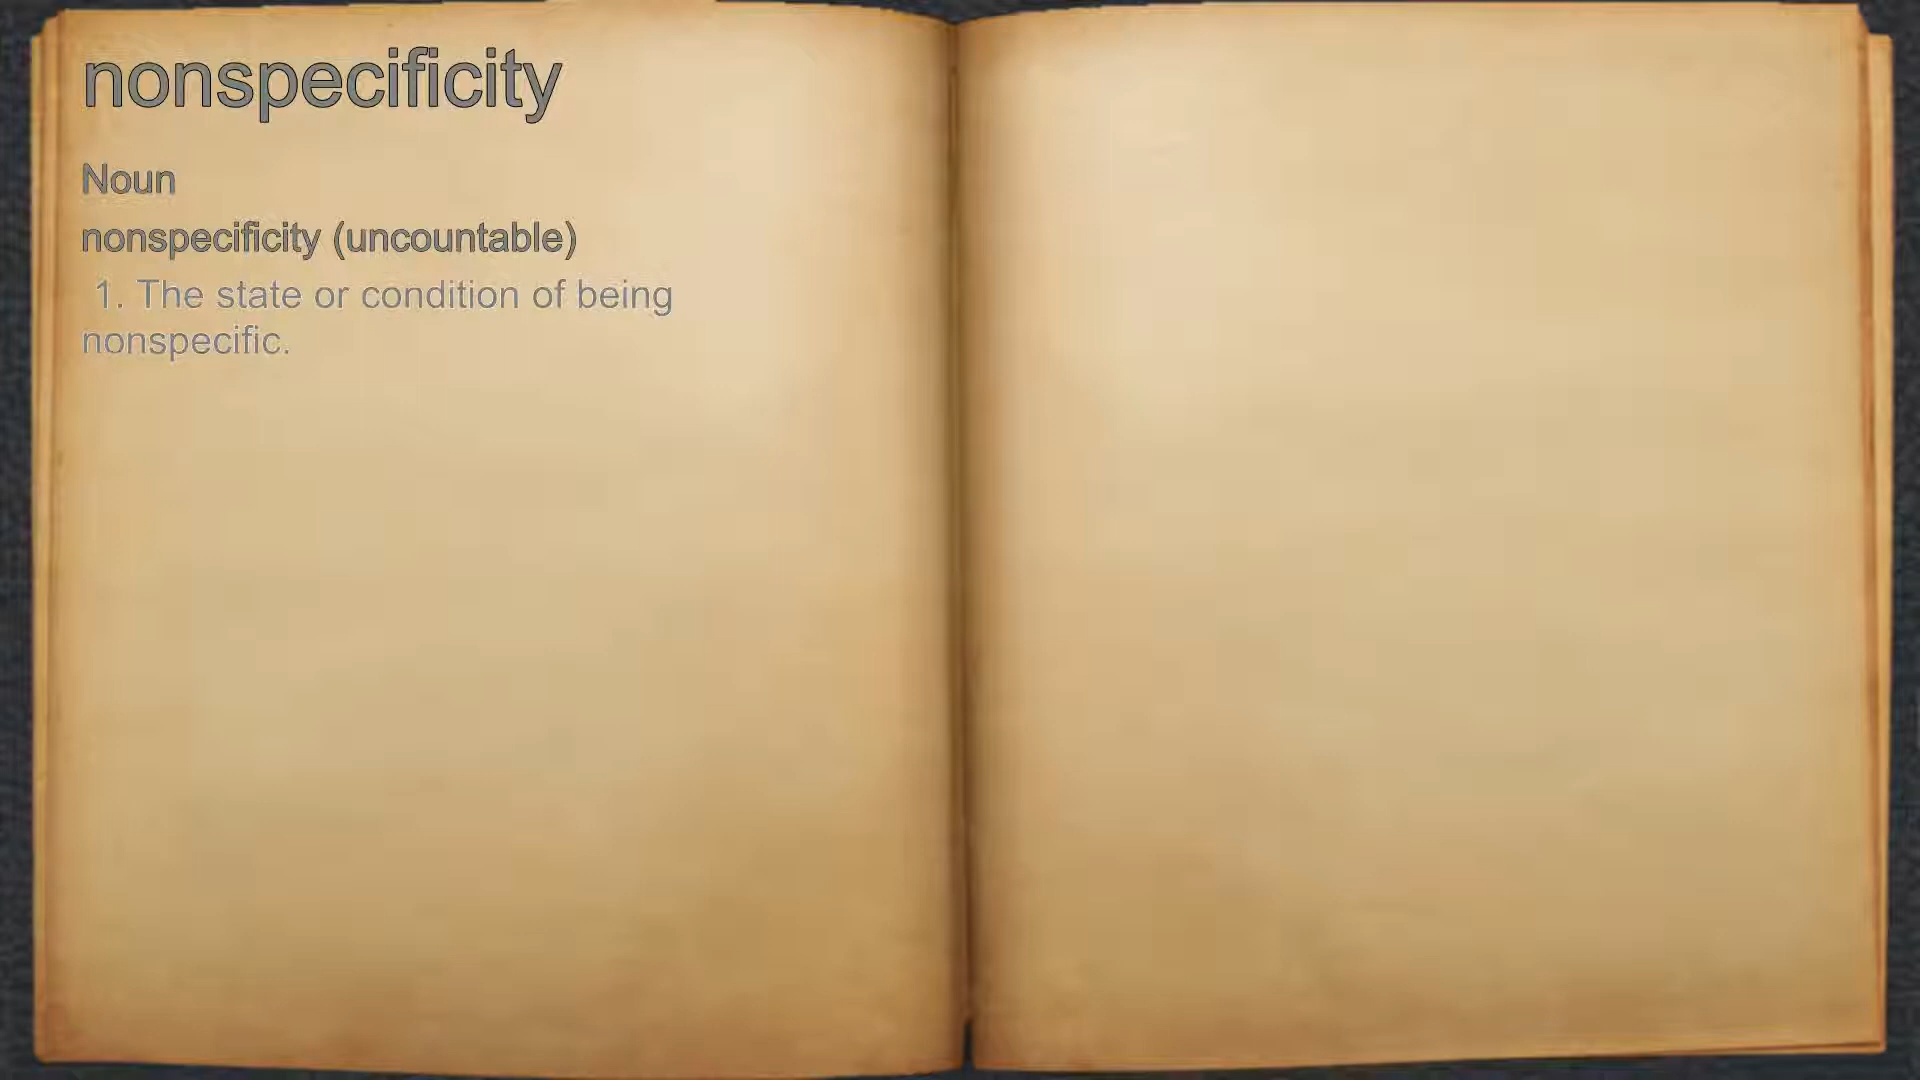 nonspecificity
Noun
nonspecificity (uncountable)
1. The state or condition of being
nonspecific.